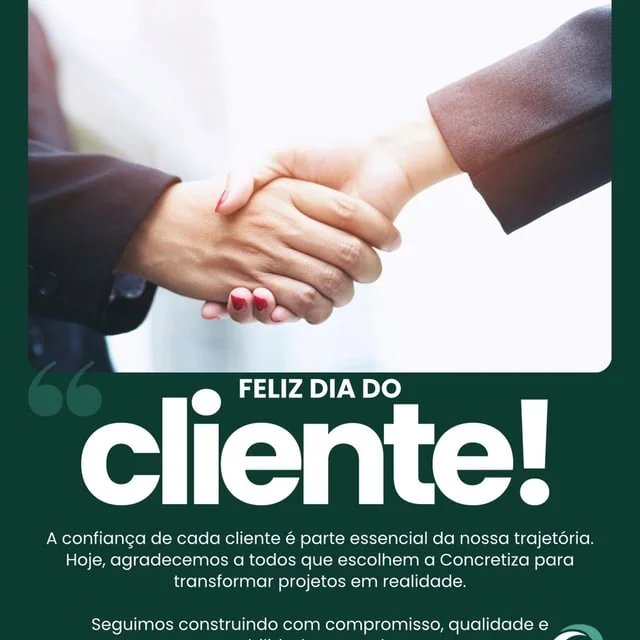 FELIZ DIA DO
cliente!
A confiança de cada cliente é parte essencial da nossa trajetória.
Hoje, agradecemos a todos que escolhem a Concretiza para
transformar projetos em realidade.
Seguimos construindo com compromisso, qualidade e